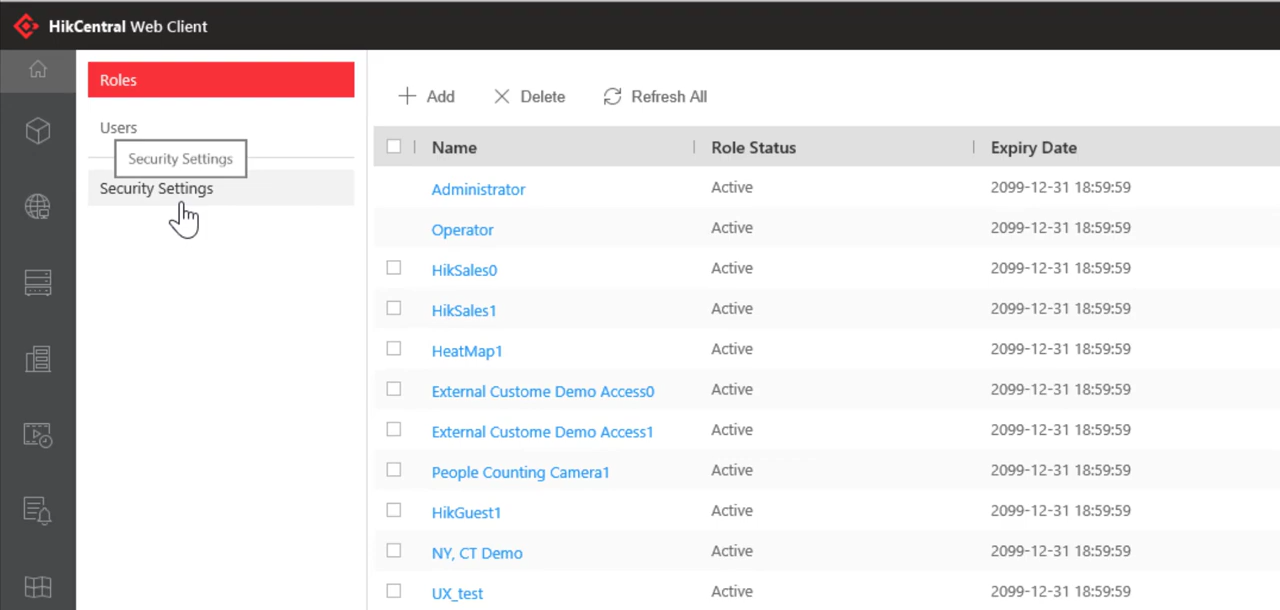 HikCentral Web Client
Roles
Users
Security Settings
Security Settings
Add Delete Refresh All
Name Role Status Expiry Date
Administrator Active 2099-12-31 18:59:59
Operator Active 2099-12-31 18:59:59
HikSales0 Active 2099-12-31 18:59:59
HikSales1 Active 2099-12-31 18:59:59
HeatMap1 Active 2099-12-31 18:59:59
External Custome Demo Access0 Active 2099-12-31 18:59:59
External Custome Demo Access1 Active 2099-12-31 18:59:59
People Counting Camera1 Active 2099-12-31 18:59:59
HikGuest1 Active 2099-12-31 18:59:59
NY, CT Demo Active 2099-12-31 18:59:59
UX_test Active 2099-12-31 18:59:59